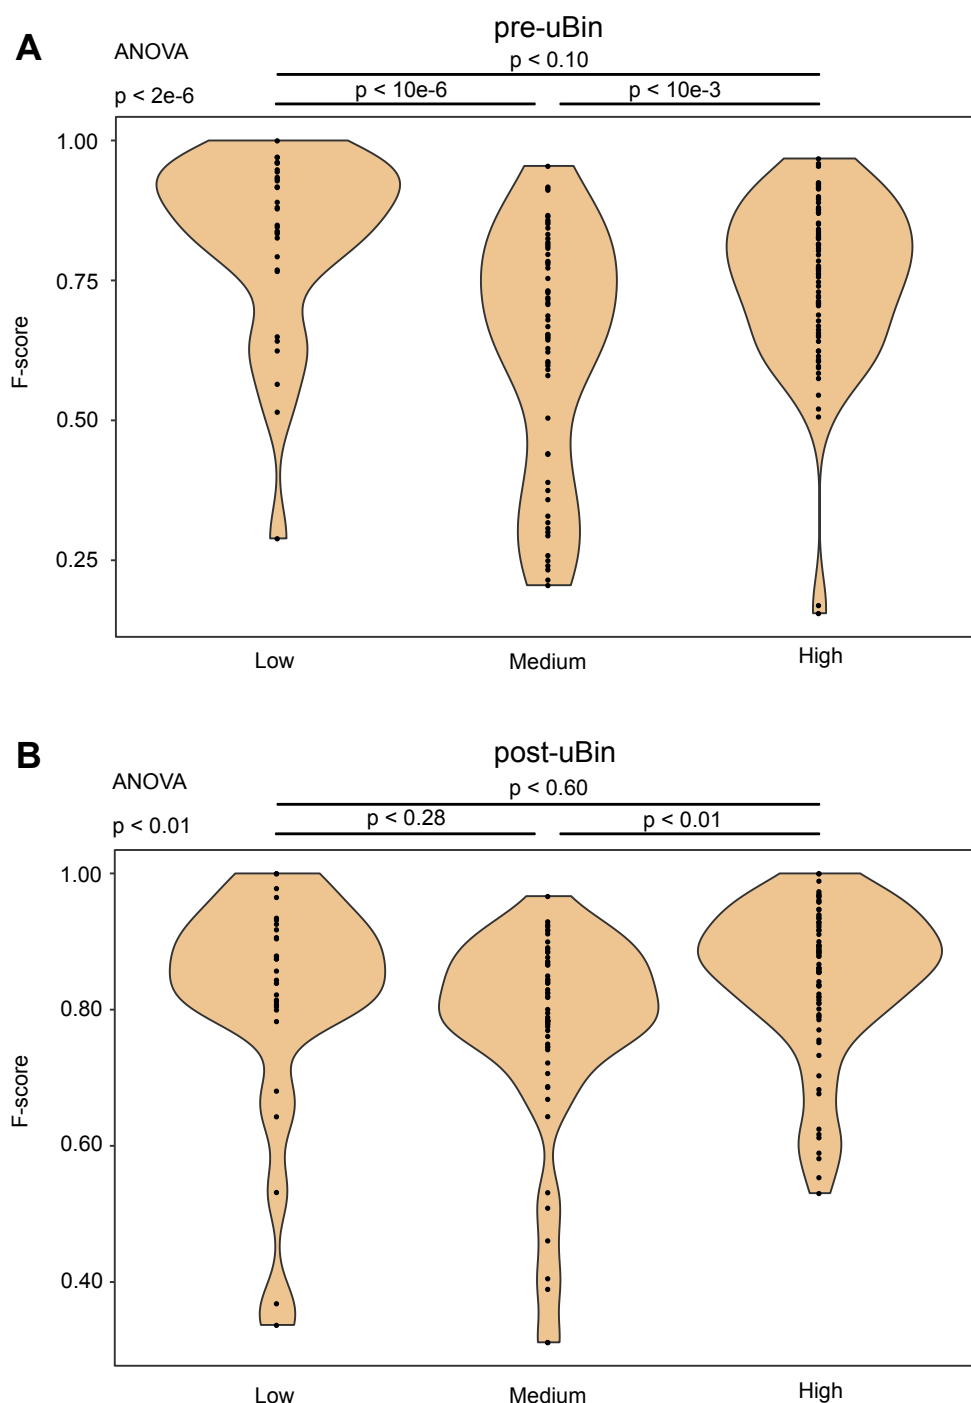 A
pre-uBin
ANOVA
p < 0.10
p < 2e-6
p < 10e-6
p < 10e-3
1.00
0.75
0.50
0.25
F-score
Low
Medium
High
B
post-uBin
ANOVA
p < 0.60
p < 0.01
p < 0.28
p < 0.01
1.00
0.80
0.60
0.40
F-score
Low
Medium
High